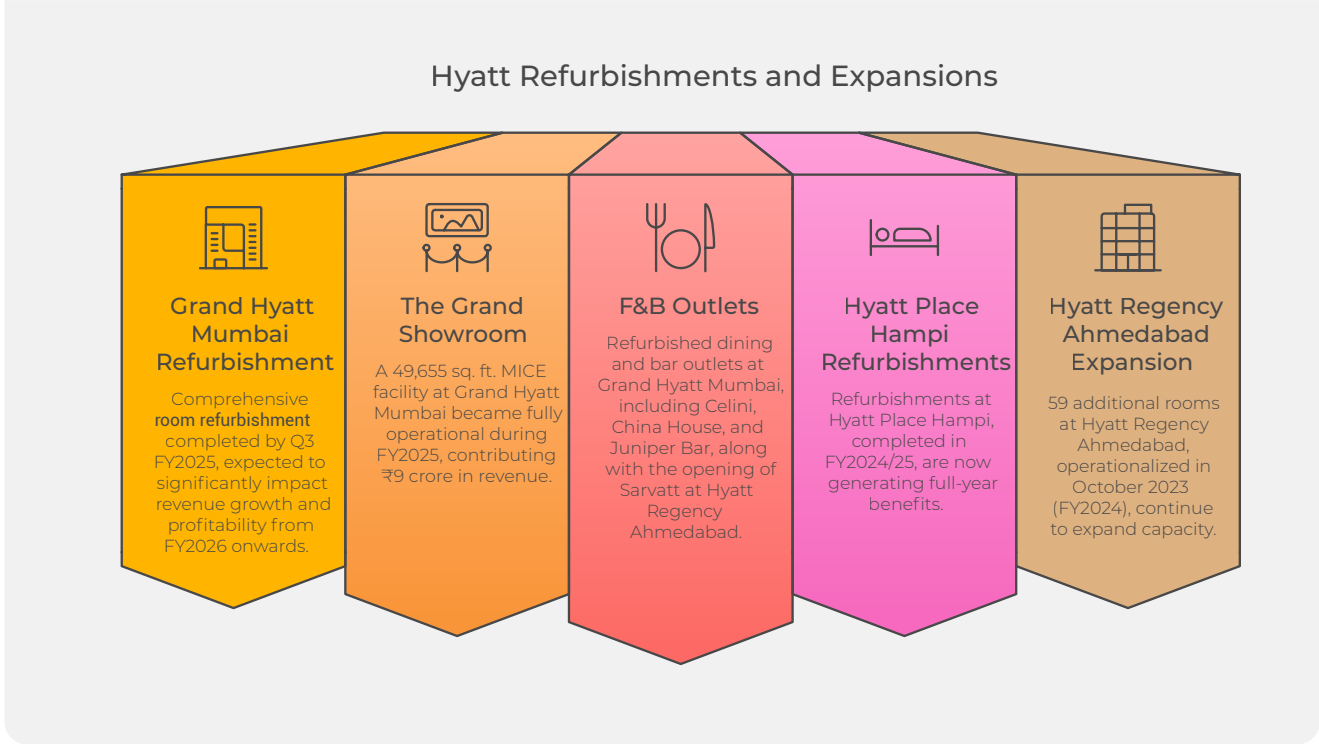 Hyatt Refurbishments and Expansions
Grand Hyatt
Mumbai
Refurbishment
Comprehensive
room refurbishment
completed by Q3
FY2025, expected to
significantly impact
revenue growth and
profitability from
FY2026 onwards.
The Grand
Showroom
A 49,655 sq. ft. MICE
facility at Grand Hyatt
Mumbai became fully
operational during
FY2025, contributing
₹9 crore in revenue.
F&B Outlets
Refurbished dining
and bar outlets at
Grand Hyatt Mumbai,
including Celini,
China House, and
Juniper Bar, along
with the opening of
Sarvatt at Hyatt
Regency
Ahmedabad.
Hyatt Place
Hampi
Refurbishments
Refurbishments at
Hyatt Place Hampi,
completed in
FY2024/25, are now
generating full-year
benefits.
Hyatt Regency
Ahmedabad
Expansion
59 additional rooms
at Hyatt Regency
Ahmedabad,
operationalized in
October 2023
(FY2024), continue
to expand capacity.